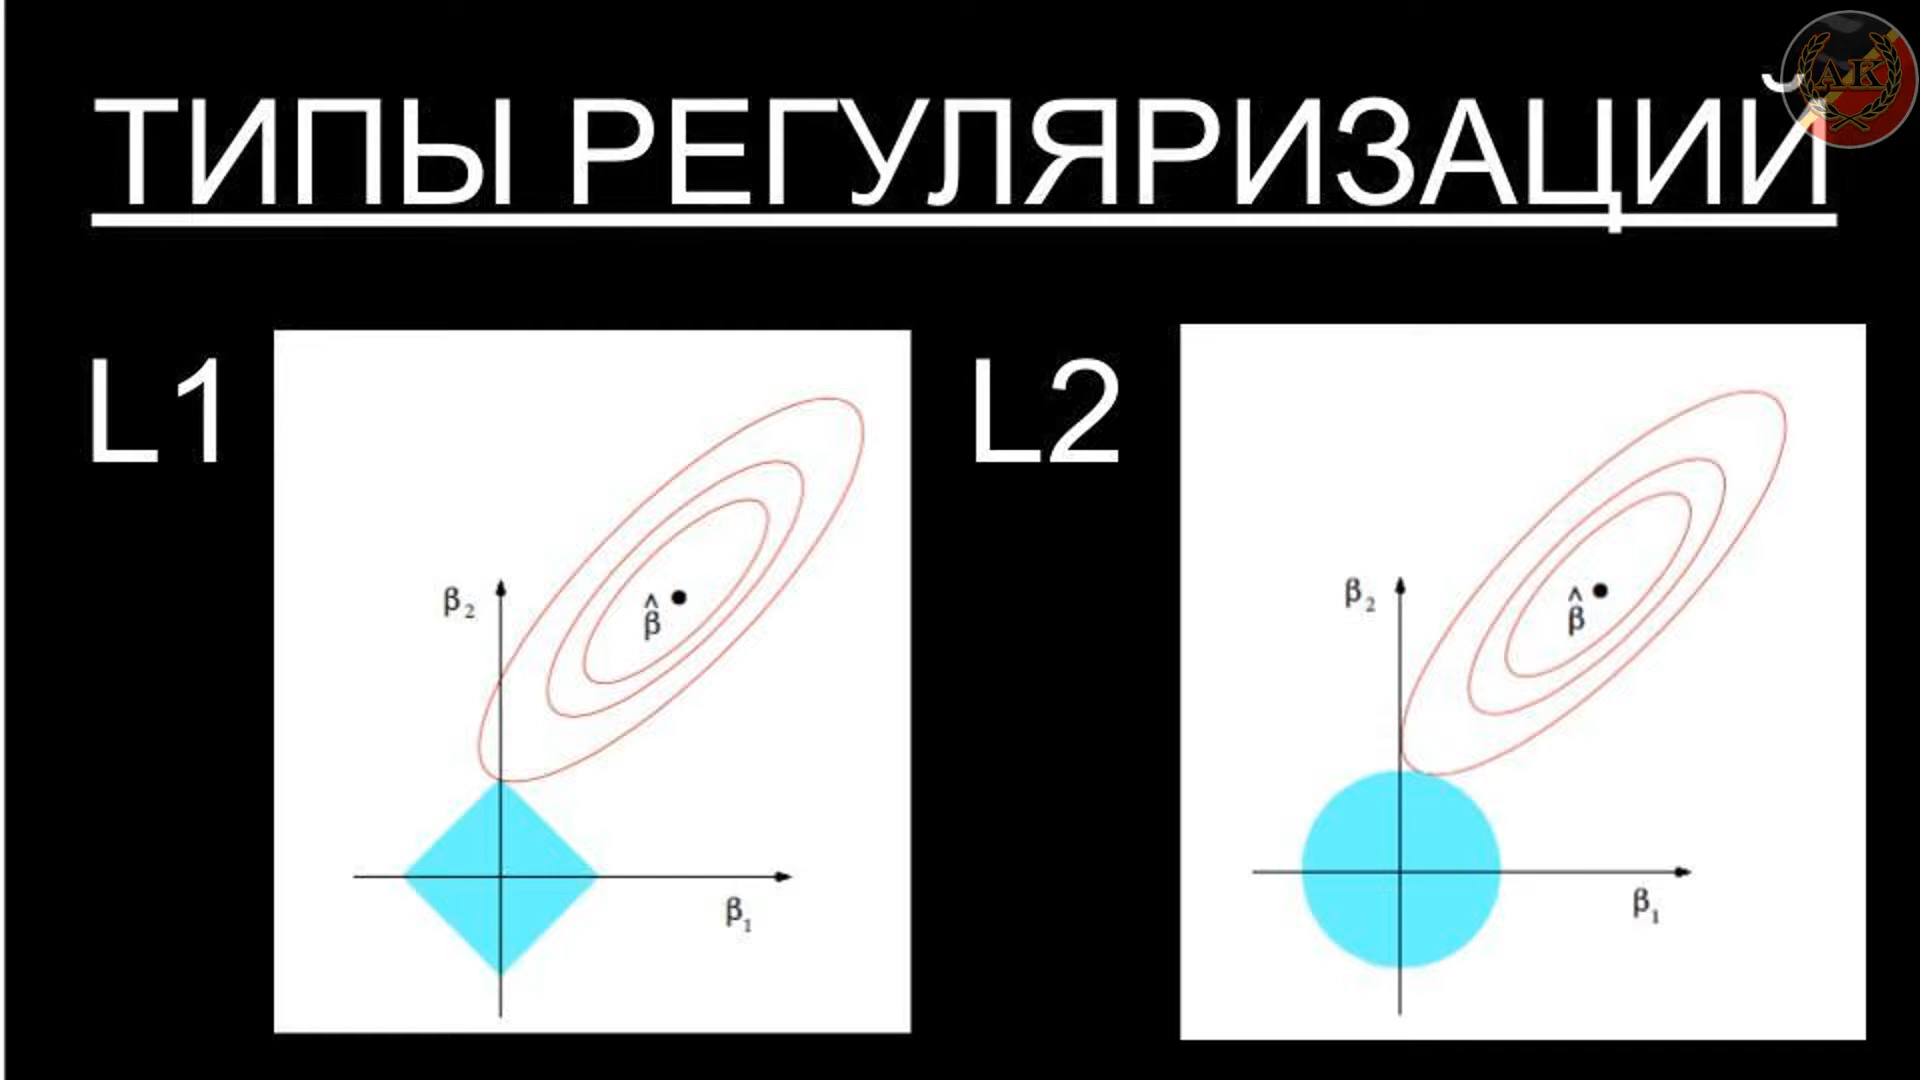 АК
ТИПЫ РЕГУЛЯРИЗАЦИЙ
L1
L2
β₂
β̂
β₁
β₂
β̂
β₁